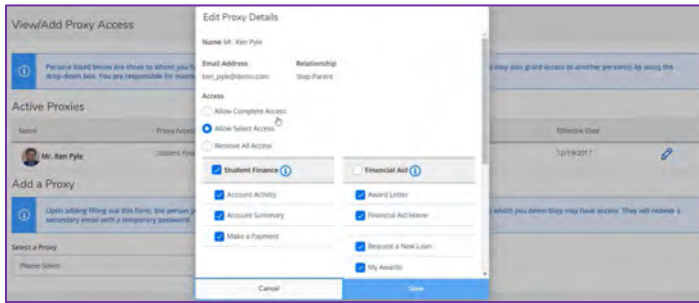 View/Add Proxy Access
Edit Proxy Details
Name Mr. Ken Pyle
Email Address Relationship
ken_pyle@demo.com Step-Parent
Access
Allow Complete Access
Allow Select Access
Remove All Access
Student Finance
Financial Aid
Account Activity
Account Summary
Make a Payment
Award Letter
Financial Aid Home
Request a New Loan
My Awards
Cancel Save
Persons listed below are those to whom you
may also grant access to another person(s) by using the
drop-down box. You are responsible for
Active Proxies
Name Proxy Access Effective Date
Mr. Ken Pyle Student 12/19/2017
Add a Proxy
Upon adding filling out this form, the person
which you deem they may have access. They will receive a
secondary email with a temporary password.
Select a Proxy
Please Select